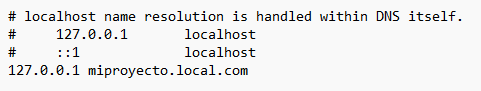 # localhost name resolution is handled within DNS itself.
#	127.0.0.1       localhost
#	::1             localhost
127.0.0.1 miproyecto.local.com